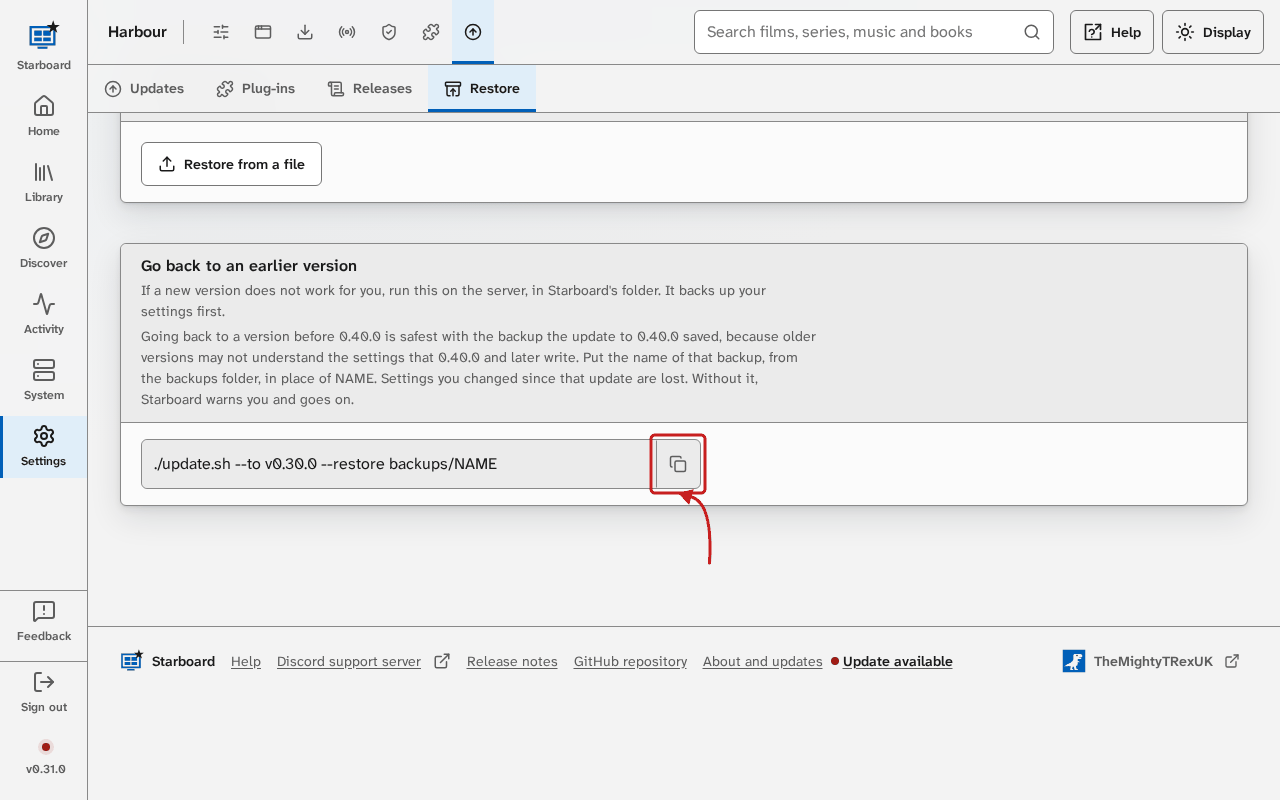 Starboard
Home
Library
Discover
Activity
System
Settings
Feedback
Sign out
v0.31.0
Harbour
Search films, series, music and books
Help
Display
Updates
Plug-ins
Releases
Restore
Restore from a file
Go back to an earlier version
If a new version does not work for you, run this on the server, in Starboard's folder. It backs up your
settings first.
Going back to a version before 0.40.0 is safest with the backup the update to 0.40.0 saved, because older
versions may not understand the settings that 0.40.0 and later write. Put the name of that backup, from
the backups folder, in place of NAME. Settings you changed since that update are lost. Without it,
Starboard warns you and goes on.
./update.sh --to v0.30.0 --restore backups/NAME
Starboard
Help
Discord support server
Release notes
GitHub repository
About and updates
Update available
TheMightyTRexUK